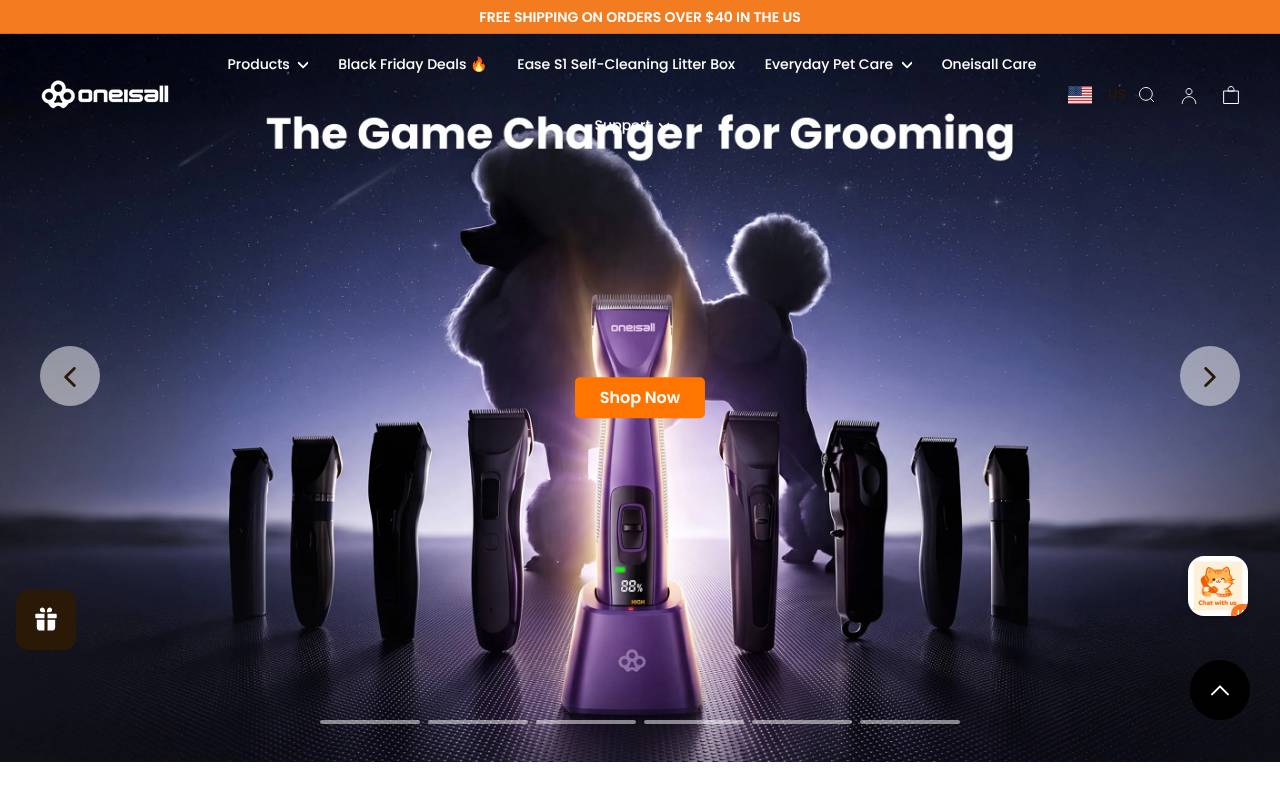 FREE SHIPPING ON ORDERS OVER $40 IN THE US
Products
Black Friday Deals 🔥
Ease S1 Self-Cleaning Litter Box
Everyday Pet Care
Oneisall Care
oneisall
US
Support
The Game Changer for Grooming
oneisall
Shop Now
88%
HIGH
Chat with us